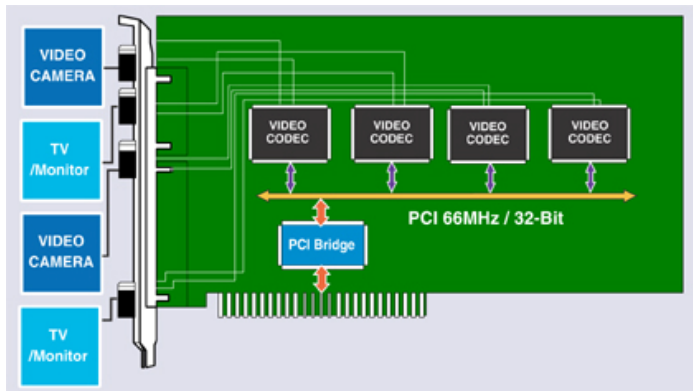 VIDEO
CAMERA
TV
/Monitor
VIDEO
CAMERA
TV
/Monitor
VIDEO
CODEC
VIDEO
CODEC
VIDEO
CODEC
VIDEO
CODEC
PCI 66MHz / 32-Bit
PCI Bridge